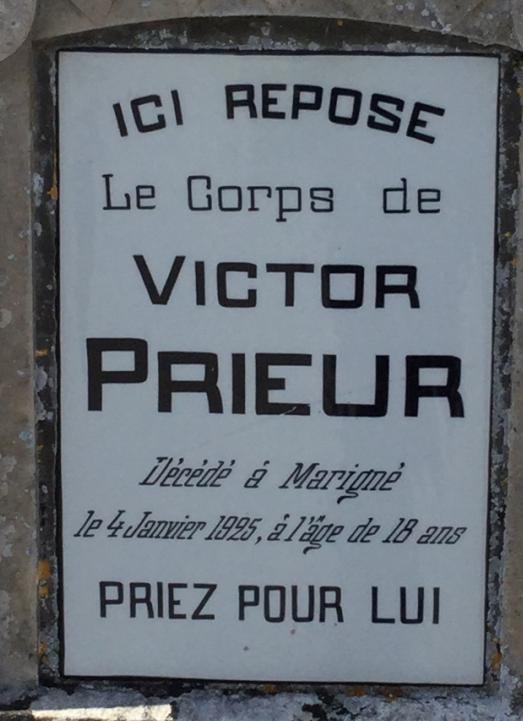 ICI REPOSE
Le Corps de
VICTOR
PRIEUR
Décédé à Marigné
le 4 Janvier 1925, à l'âge de 18 ans
PRIEZ POUR LUI